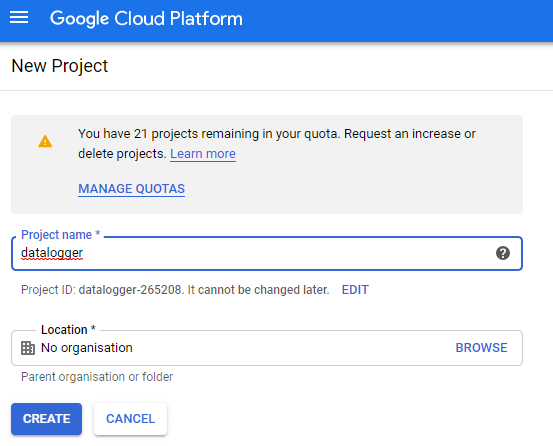 Google Cloud Platform
New Project
You have 21 projects remaining in your quota. Request an increase or
delete projects. Learn more
MANAGE QUOTAS
Project name *
datalogger
Project ID: datalogger-265208. It cannot be changed later. EDIT
Location *
No organisation BROWSE
Parent organisation or folder
CREATE CANCEL